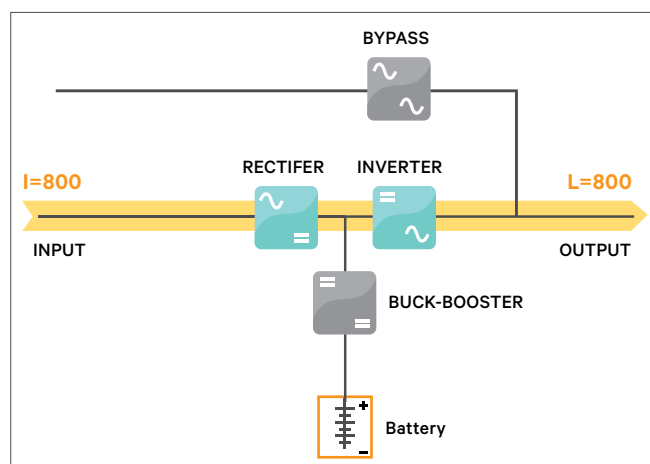 BYPASS
RECTIFER
INVERTER
I=800
L=800
INPUT
OUTPUT
BUCK-BOOSTER
+
Battery
–